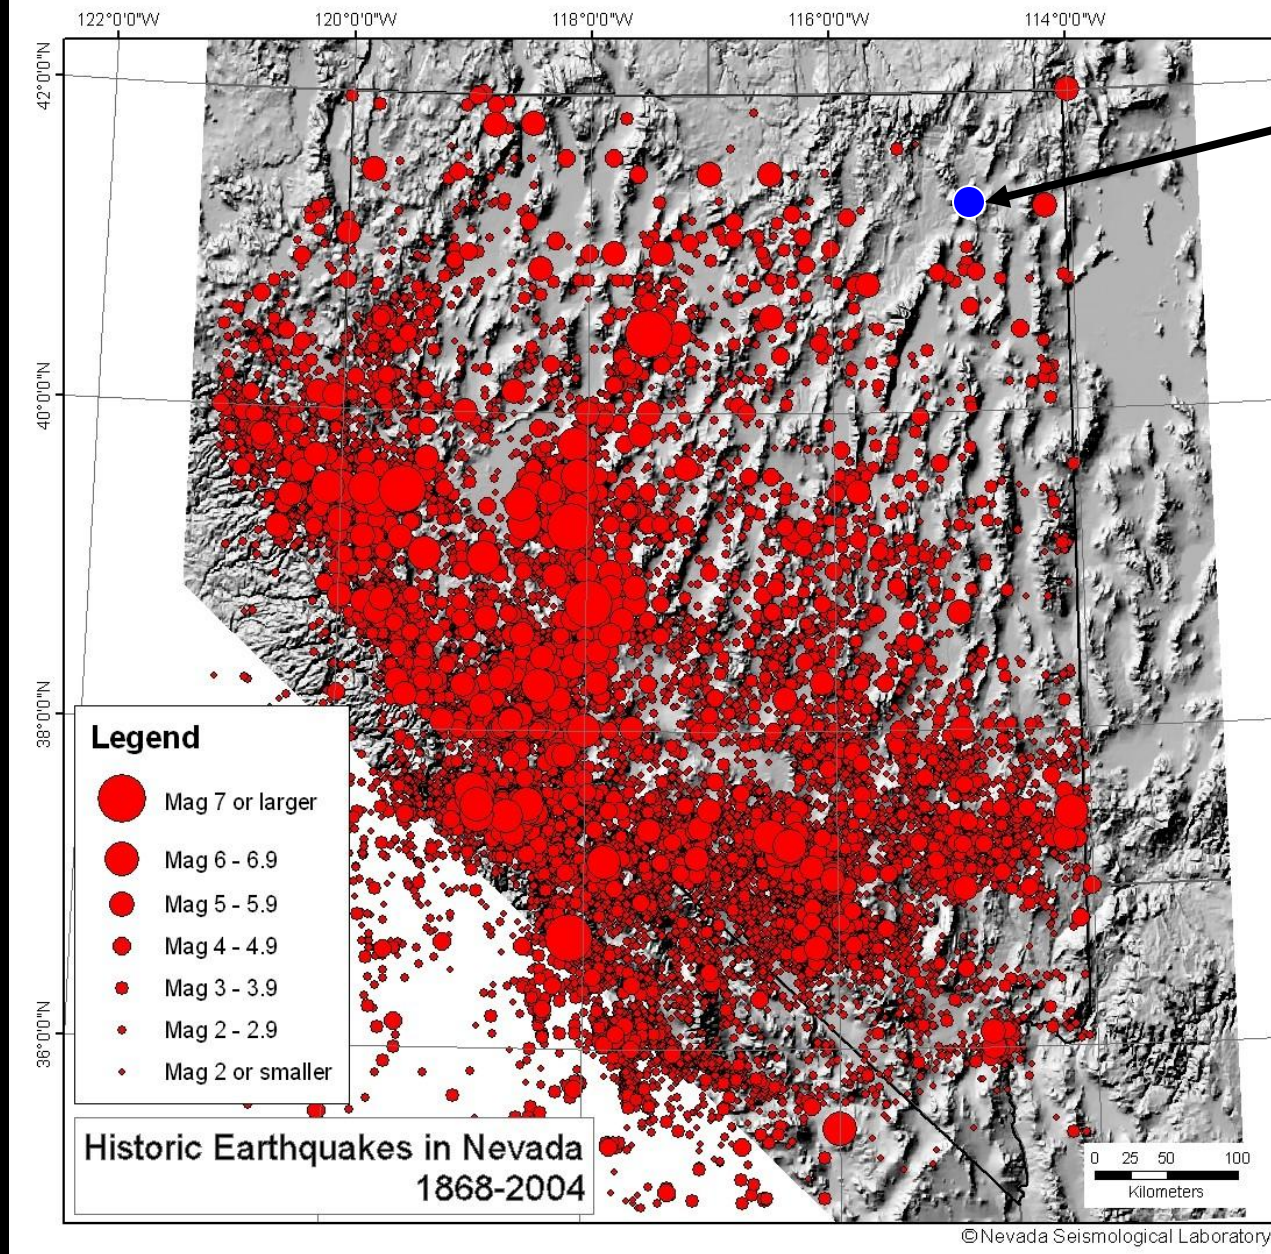 122°0'0"W 120°0'0"W 118°0'0"W 116°0'0"W 114°0'0"W
42°0'0"N
40°0'0"N
38°0'0"N
36°0'0"N
Legend
Mag 7 or larger
Mag 6 - 6.9
Mag 5 - 5.9
Mag 4 - 4.9
Mag 3 - 3.9
Mag 2 - 2.9
Mag 2 or smaller
Historic Earthquakes in Nevada
1868-2004
0 25 50 100
Kilometers
©Nevada Seismological Laboratory